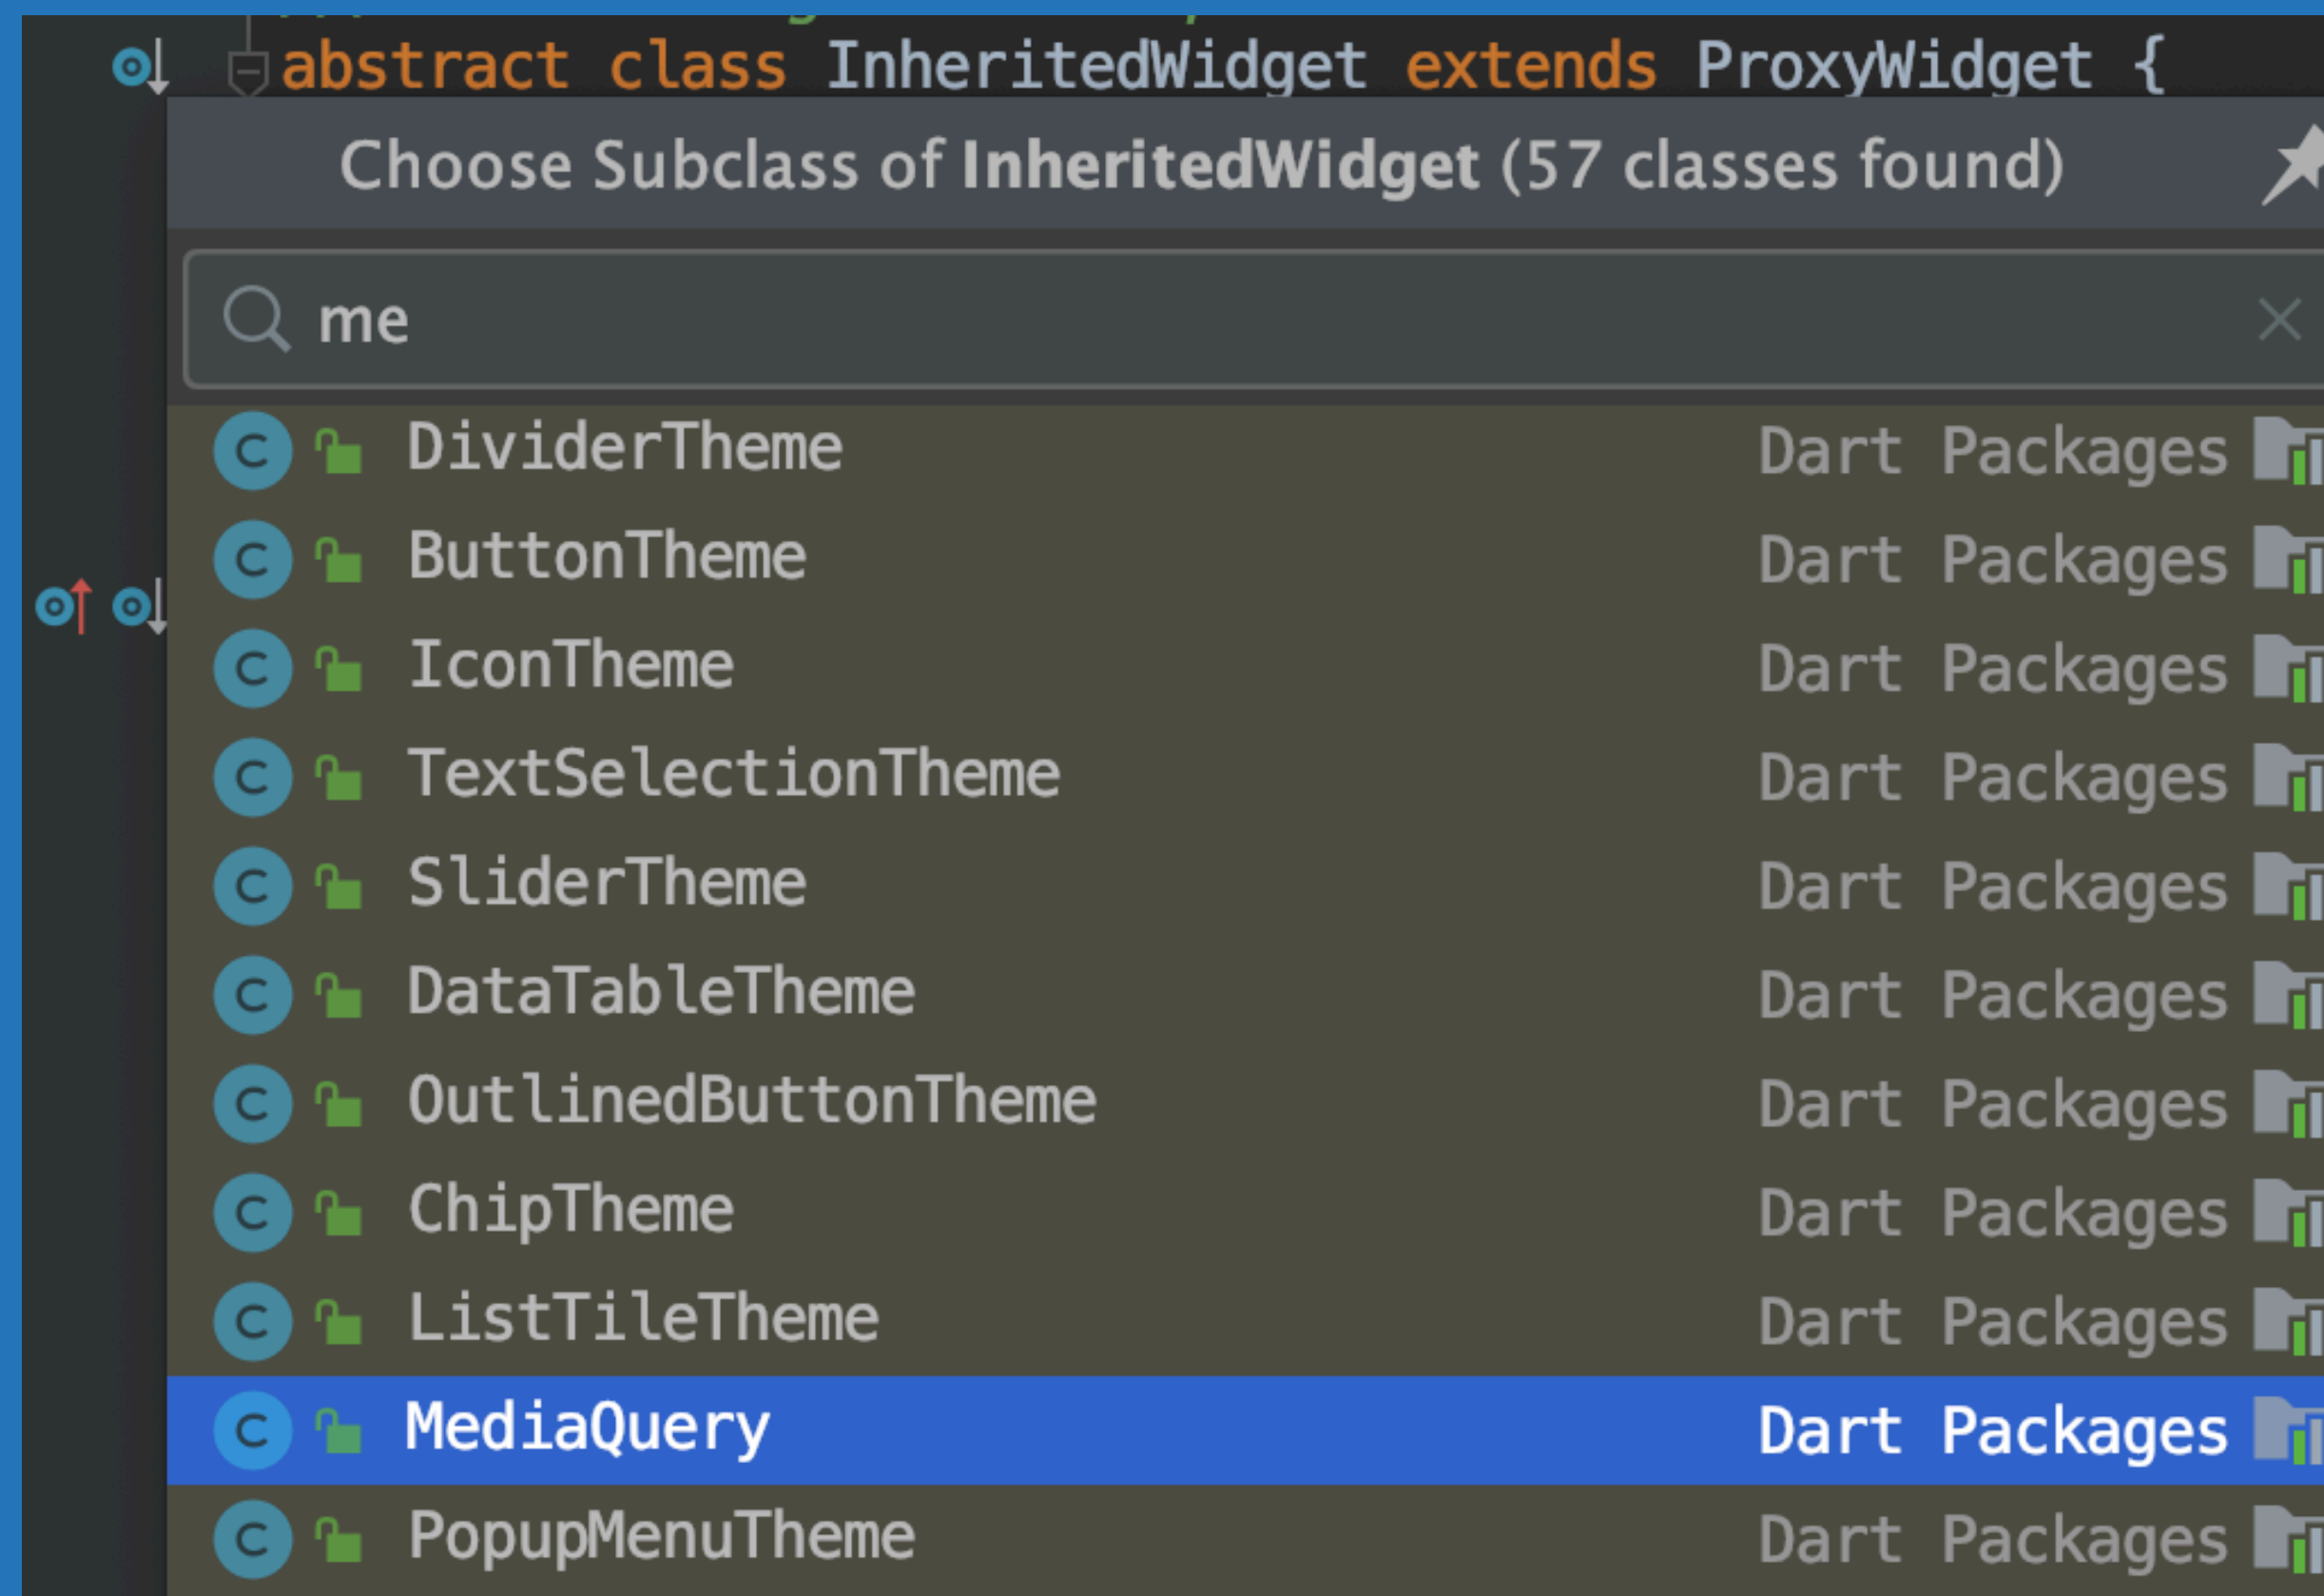 abstract class InheritedWidget extends ProxyWidget {
Choose Subclass of InheritedWidget (57 classes found)
me
DividerTheme Dart Packages
ButtonTheme Dart Packages
IconTheme Dart Packages
TextSelectionTheme Dart Packages
SliderTheme Dart Packages
DataTableTheme Dart Packages
OutlinedButtonTheme Dart Packages
ChipTheme Dart Packages
ListTileTheme Dart Packages
MediaQuery Dart Packages
PopupMenuTheme Dart Packages